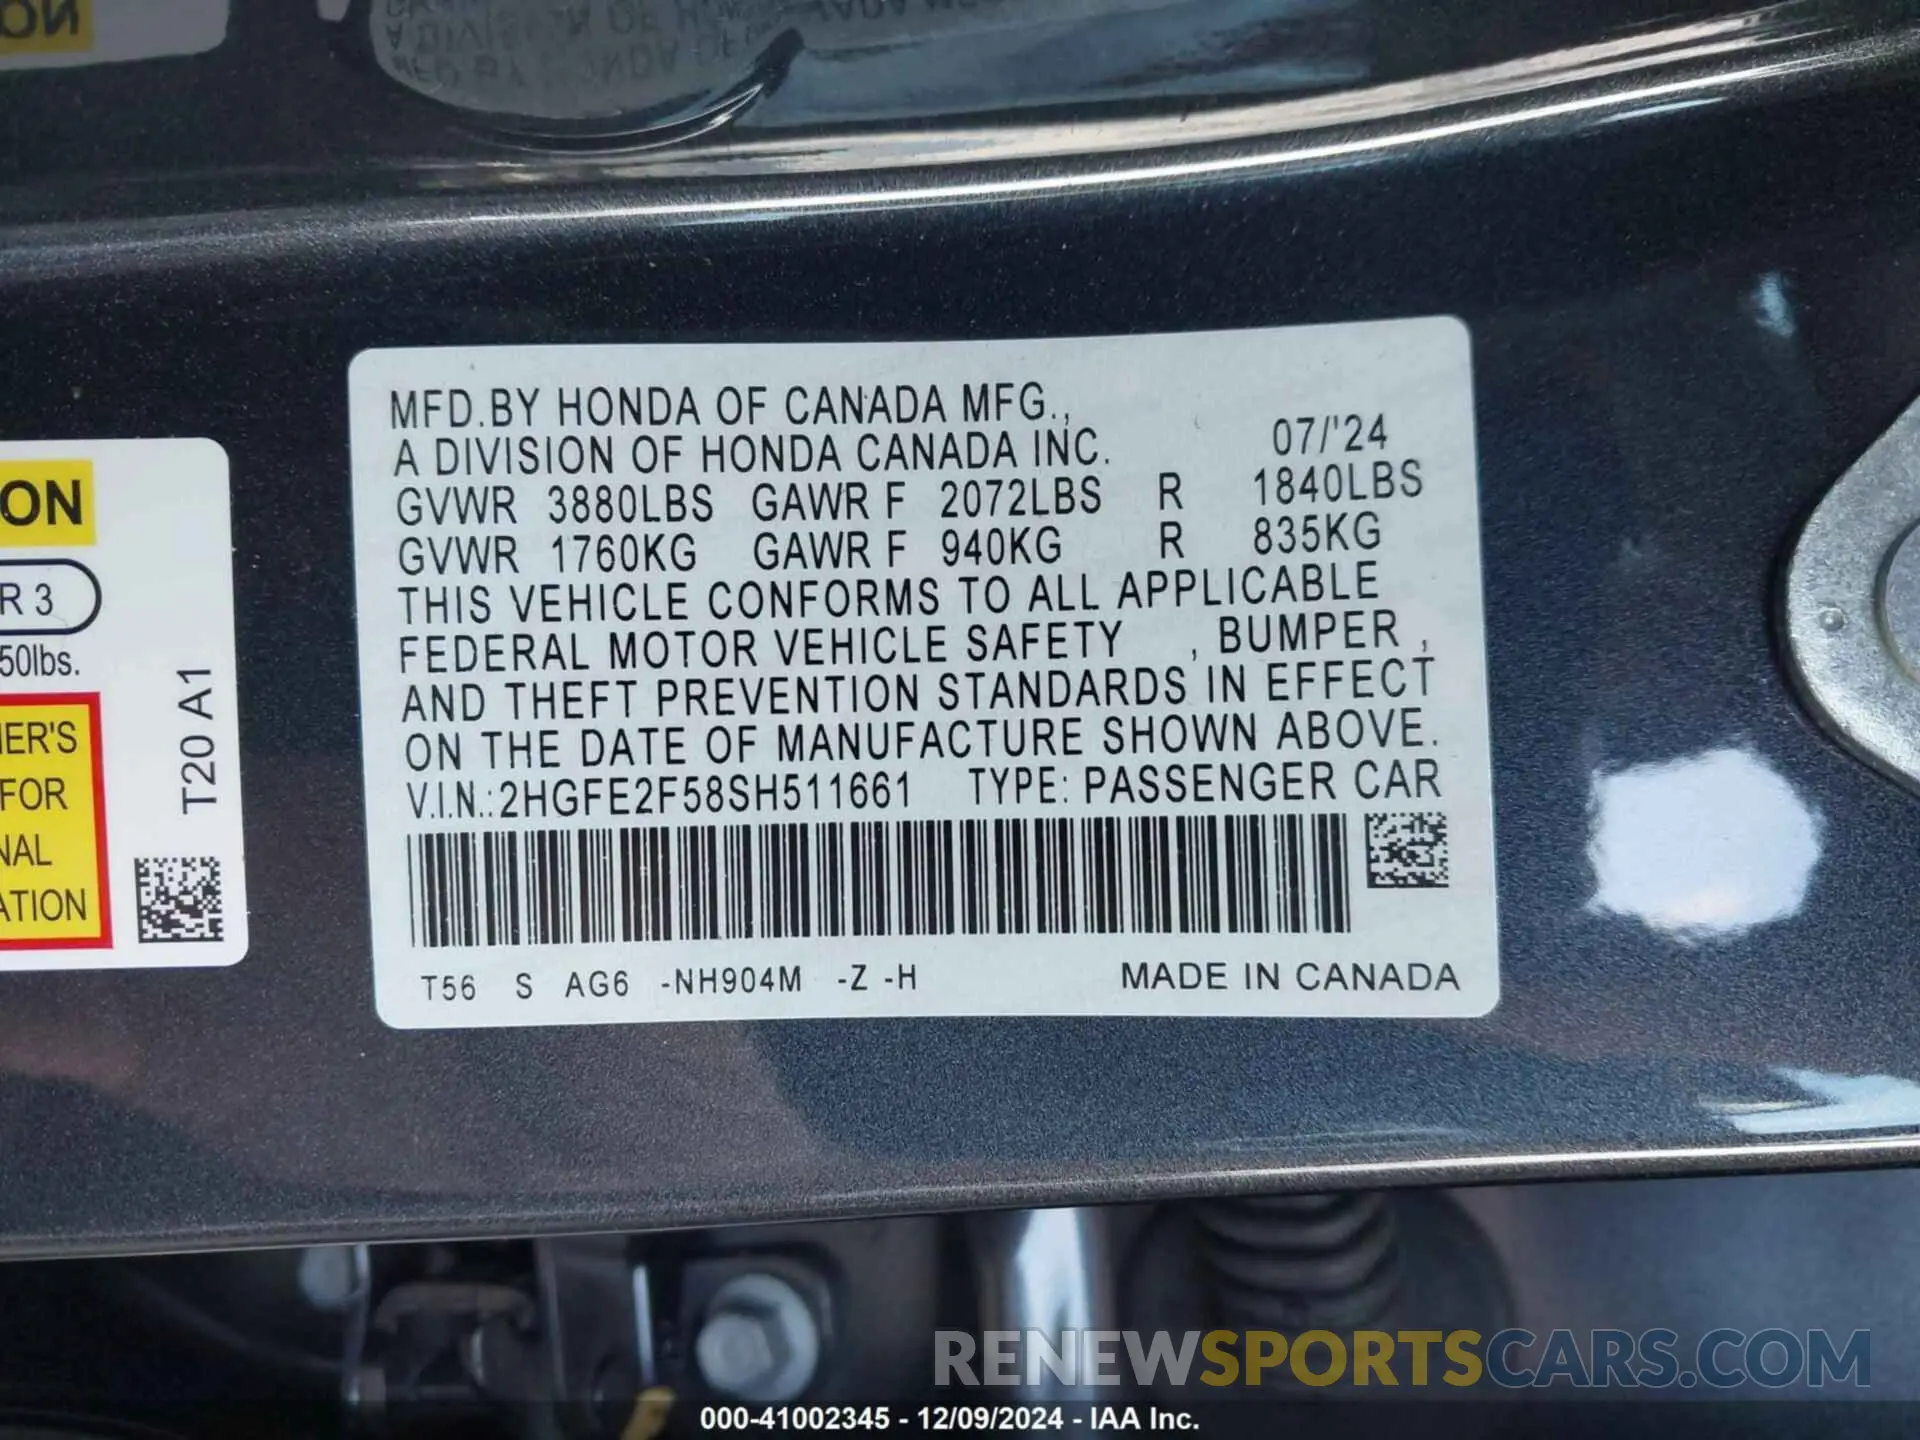 ON
R 3
50lbs.
ER'S
FOR
NAL
ATION
T20 A1
MFD.BY HONDA OF CANADA MFG.,
A DIVISION OF HONDA CANADA INC. 07/'24
GVWR 3880LBS GAWR F 2072LBS R 1840LBS
GVWR 1760KG GAWR F 940KG R 835KG
THIS VEHICLE CONFORMS TO ALL APPLICABLE
FEDERAL MOTOR VEHICLE SAFETY , BUMPER ,
AND THEFT PREVENTION STANDARDS IN EFFECT
ON THE DATE OF MANUFACTURE SHOWN ABOVE.
V.I.N.:2HGFE2F58SH511661 TYPE: PASSENGER CAR
T56 S AG6 -NH904M -Z -H MADE IN CANADA
RENEWSPORTSCARS.COM
000-41002345 - 12/09/2024 - IAA Inc.